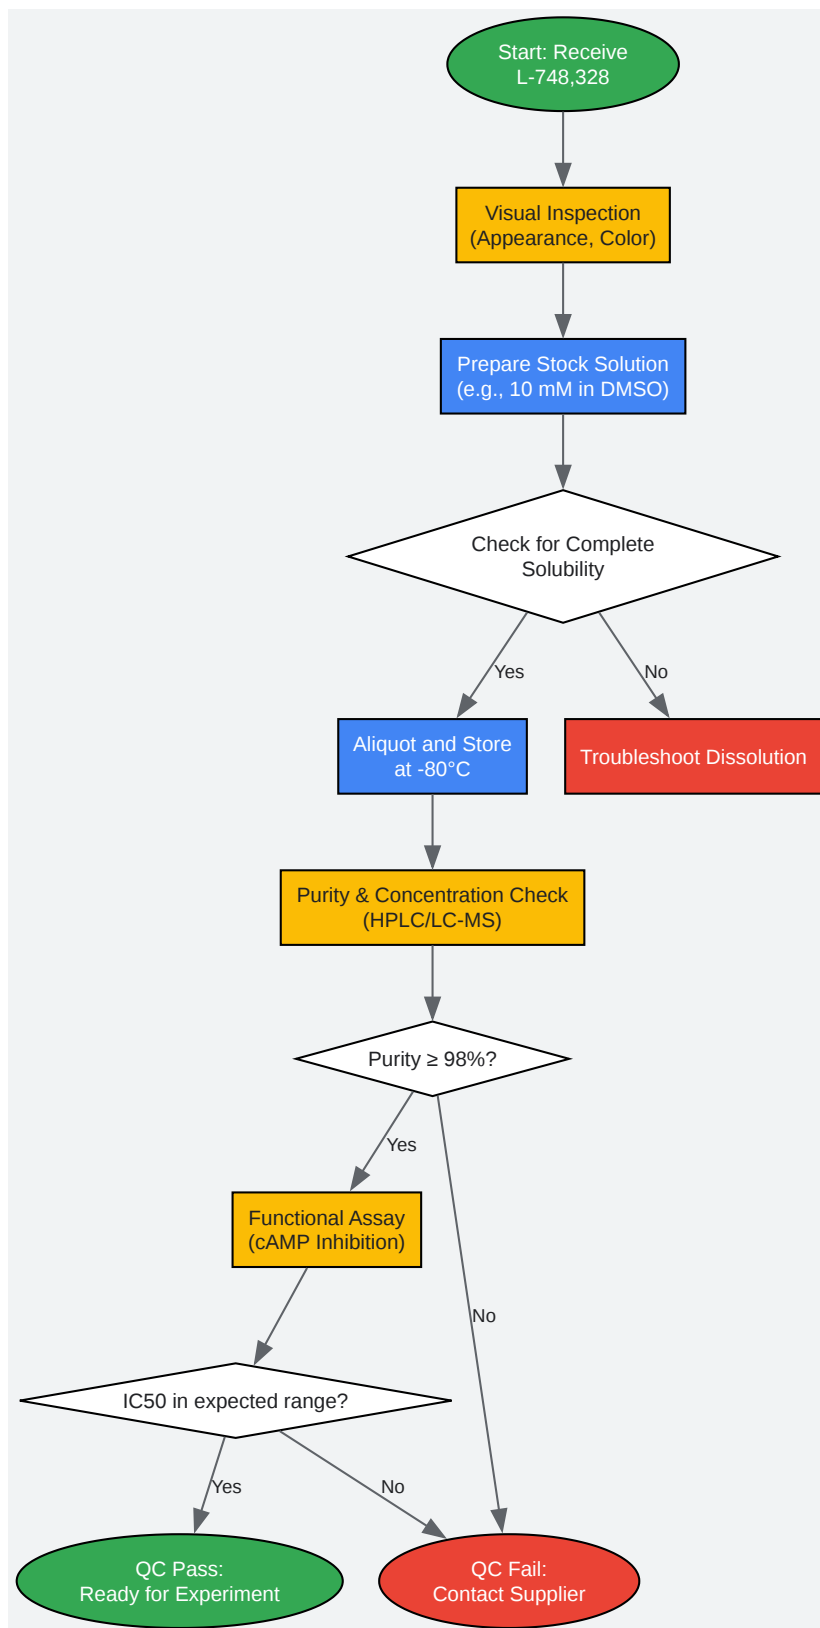 Start: Receive
L-748,328
Visual Inspection
(Appearance, Color)
Prepare Stock Solution
(e.g., 10 mM in DMSO)
Check for Complete
Solubility
Yes
No
Aliquot and Store
at -80°C
Troubleshoot Dissolution
Purity & Concentration Check
(HPLC/LC-MS)
Purity ≥ 98%?
Yes
Functional Assay
(cAMP Inhibition)
No
IC50 in expected range?
Yes
No
QC Pass:
Ready for Experiment
QC Fail:
Contact Supplier